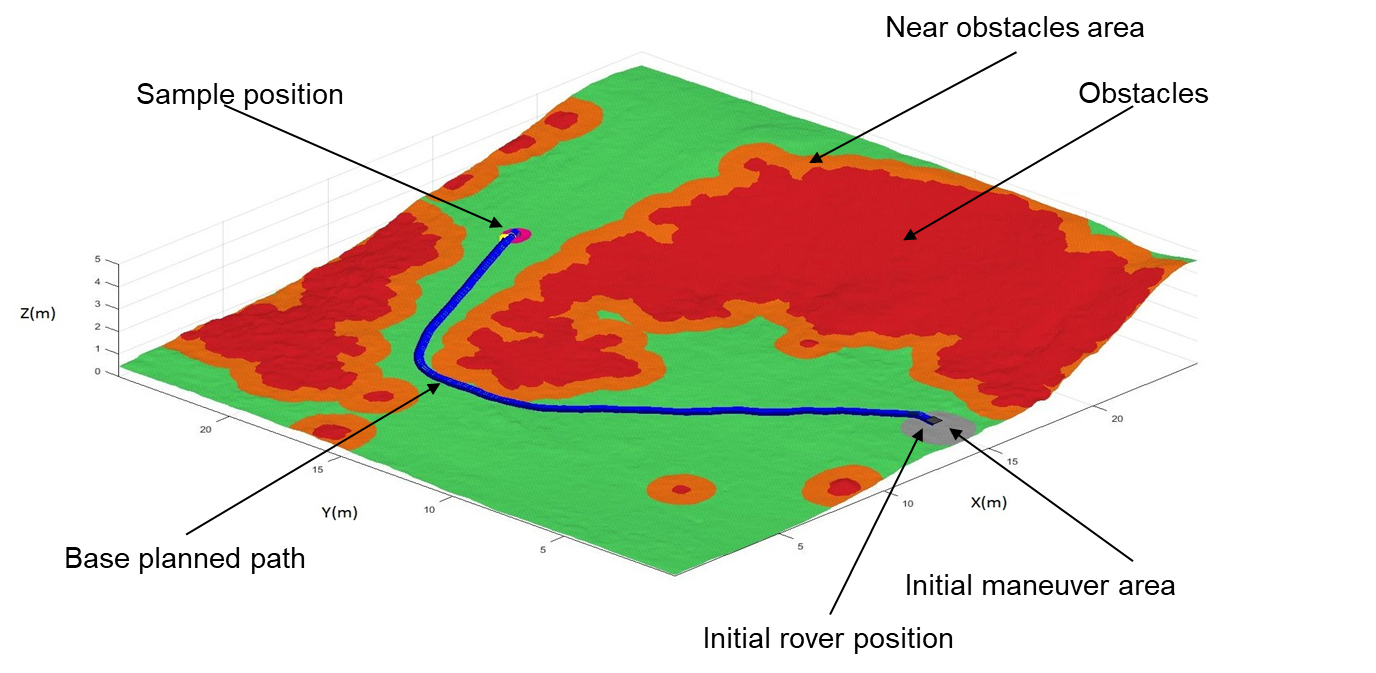 Near obstacles area
Sample position
Obstacles
5
4
Z(m)
3
2
1
0
20
15
Y(m)
10
5
5
10
X(m)
15
20
Base planned path
Initial maneuver area
Initial rover position